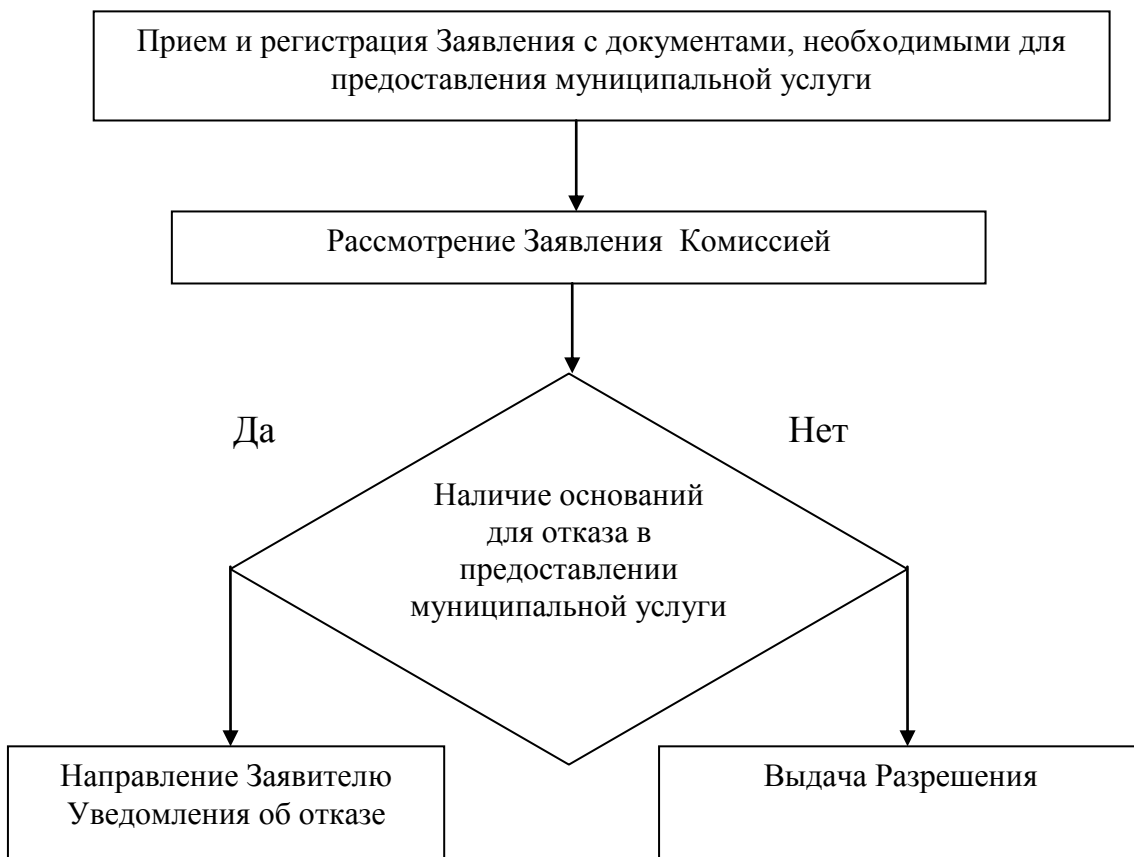 Прием и регистрация Заявления с документами, необходимыми для
предоставления муниципальной услуги
Рассмотрение Заявления Комиссией
Да
Нет
Наличие оснований
для отказа в
предоставлении
муниципальной услуги
Направление Заявителю
Уведомления об отказе
Выдача Разрешения